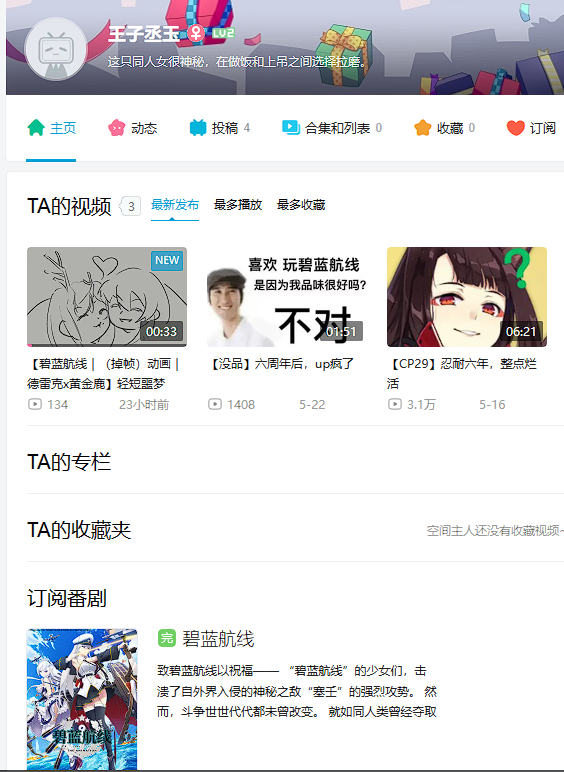 王子丞玉 LV2
这只同人女很神秘，在做饭和上吊之间选择拉磨。
主页 动态 投稿 4 合集和列表 0 收藏 0 订阅
TA的视频 3 最新发布 最多播放 最多收藏
NEW
00:33
喜欢 玩碧蓝航线
是因为我品味很好吗?
不对
01:51
?
06:21
【碧蓝航线｜（掉帧）动画｜
德雷克x黄金鹿】轻短噩梦
134 23小时前
【没品】六周年后，up疯了
1408 5-22
【CP29】忍耐六年，整点烂
活
3.1万 5-16
TA的专栏
TA的收藏夹 空间主人还没有收藏视频~
订阅番剧
碧蓝航线
完 碧蓝航线
致碧蓝航线以祝福—— “碧蓝航线”的少女们，击
溃了自外界入侵的神秘之敌“塞壬”的强烈攻势。 然
而，斗争世世代代都未曾改变。 就如同人类曾经夺取